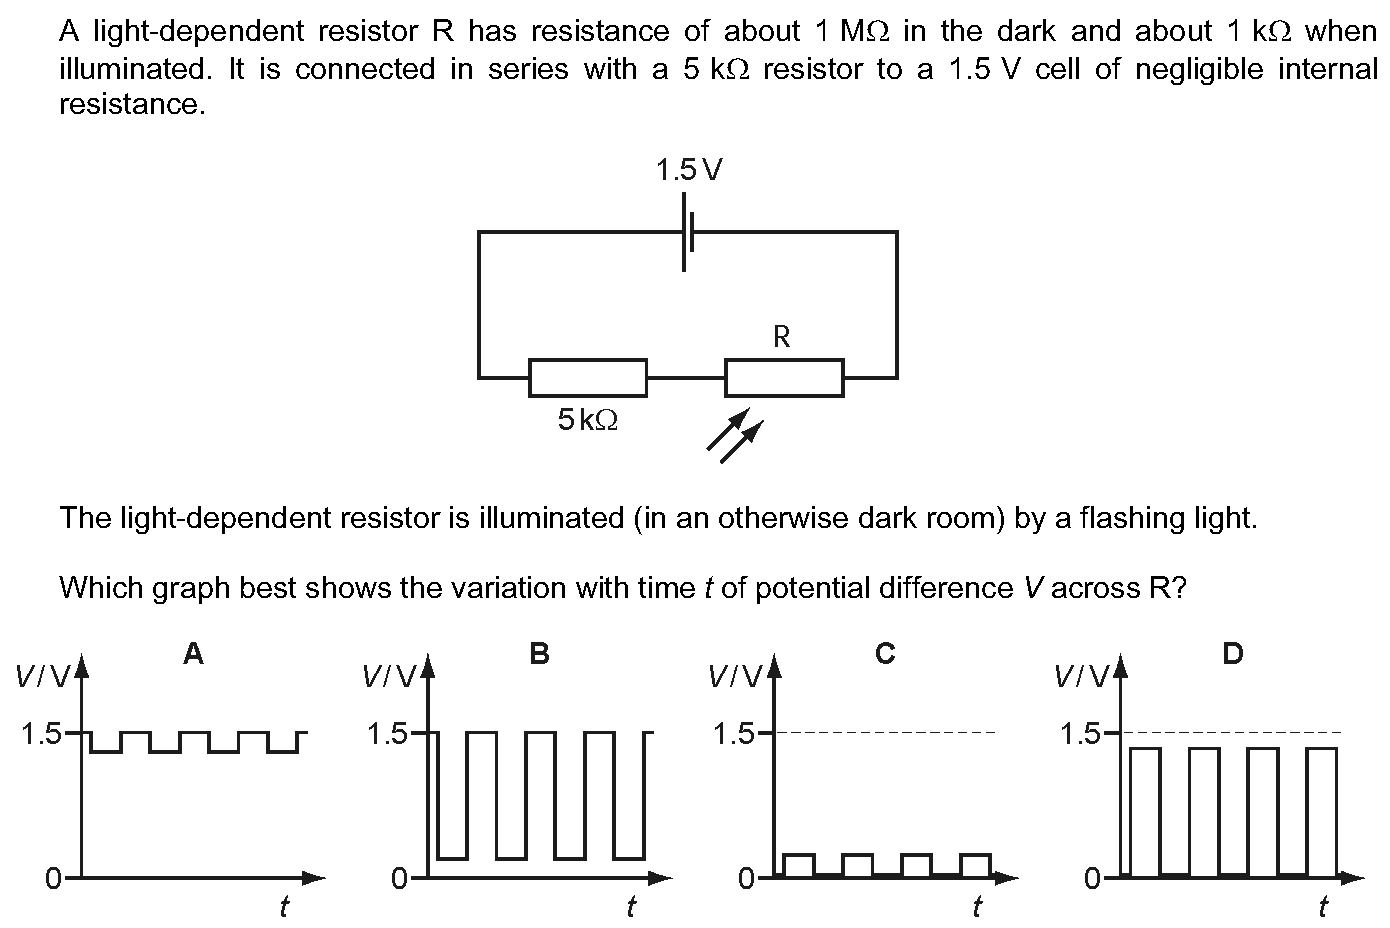 A light-dependent resistor R has resistance of about 1 MΩ in the dark and about 1 kΩ when
illuminated. It is connected in series with a 5 kΩ resistor to a 1.5 V cell of negligible internal
resistance.
1.5 V
R
5 kΩ
The light-dependent resistor is illuminated (in an otherwise dark room) by a flashing light.
Which graph best shows the variation with time t of potential difference V across R?
A
V/V
1.5
0
t
B
V/V
1.5
0
t
C
V/V
1.5
0
t
D
V/V
1.5
0
t